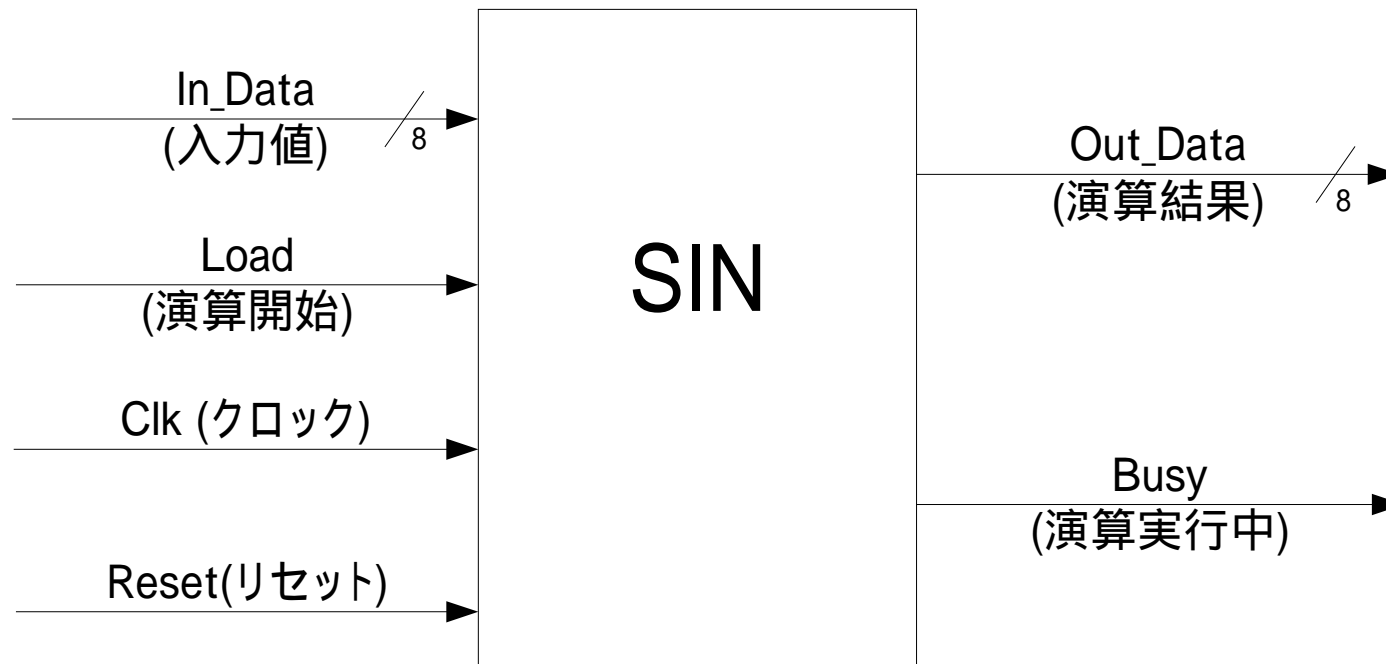 In_Data
8
(入力値)
Load
(演算開始)
Clk (クロック)
Reset(リセット)
SIN
Out_Data
8
(演算結果)
Busy
(演算実行中)